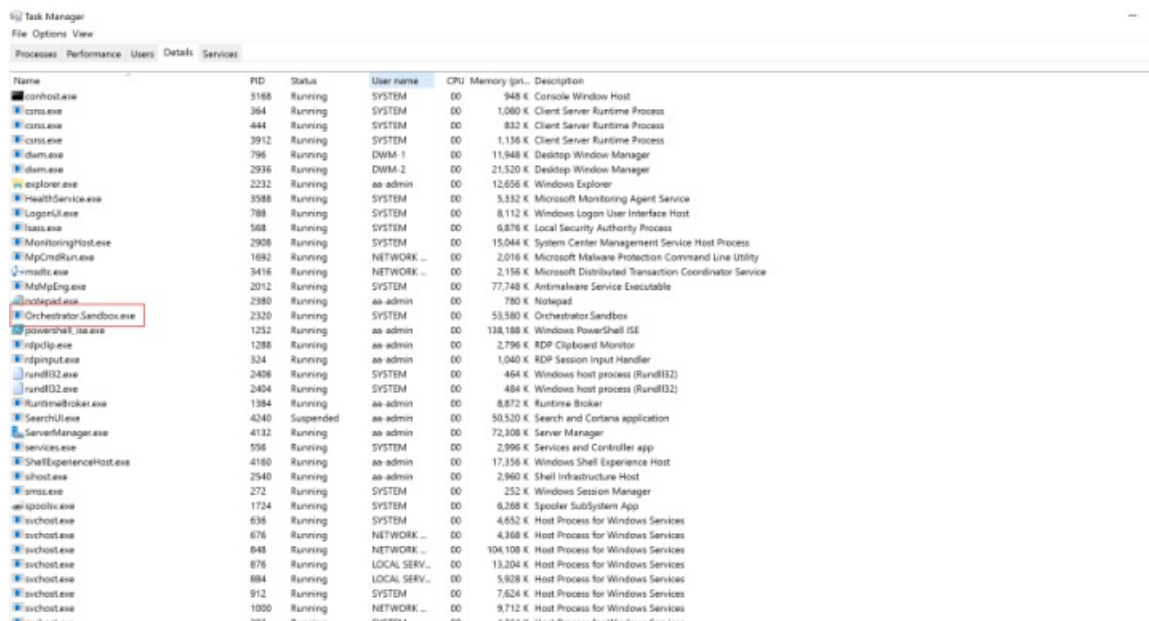 Task Manager
File Options View
Processes Performance Users Details Services
Name PID Status User name CPU Memory (pri... Description
conhost.exe 3168 Running SYSTEM 00 948 K Console Window Host
csrss.exe 364 Running SYSTEM 00 1,080 K Client Server Runtime Process
csrss.exe 444 Running SYSTEM 00 832 K Client Server Runtime Process
csrss.exe 3912 Running SYSTEM 00 1,136 K Client Server Runtime Process
dwm.exe 796 Running DWM-1 00 11,948 K Desktop Window Manager
dwm.exe 2936 Running DWM-2 00 21,520 K Desktop Window Manager
explorer.exe 2232 Running aa-admin 00 12,656 K Windows Explorer
HealthService.exe 3588 Running SYSTEM 00 5,332 K Microsoft Monitoring Agent Service
LogonUI.exe 788 Running SYSTEM 00 8,112 K Windows Logon User Interface Host
lsass.exe 568 Running SYSTEM 00 6,876 K Local Security Authority Process
MonitoringHost.exe 2908 Running SYSTEM 00 15,044 K System Center Management Service Host Process
MpCmdRun.exe 1692 Running NETWORK ... 00 2,016 K Microsoft Malware Protection Command Line Utility
msdtc.exe 3416 Running NETWORK ... 00 2,156 K Microsoft Distributed Transaction Coordinator Service
MsMpEng.exe 2012 Running SYSTEM 00 77,748 K Antimalware Service Executable
notepad.exe 2380 Running aa-admin 00 780 K Notepad
Orchestrator.Sandbox.exe 2320 Running SYSTEM 00 53,580 K Orchestrator.Sandbox
powershell_ise.exe 1252 Running aa-admin 00 138,188 K Windows PowerShell ISE
rdpclip.exe 1288 Running aa-admin 00 2,796 K RDP Clipboard Monitor
rdpinput.exe 324 Running aa-admin 00 1,040 K RDP Session Input Handler
rundll32.exe 2408 Running SYSTEM 00 464 K Windows host process (Rundll32)
rundll32.exe 2404 Running SYSTEM 00 484 K Windows host process (Rundll32)
RuntimeBroker.exe 1384 Running aa-admin 00 8,872 K Runtime Broker
SearchUI.exe 4240 Suspended aa-admin 00 50,520 K Search and Cortana application
ServerManager.exe 4132 Running aa-admin 00 72,308 K Server Manager
services.exe 556 Running SYSTEM 00 2,996 K Services and Controller app
ShellExperienceHost.exe 4160 Running aa-admin 00 17,356 K Windows Shell Experience Host
sihost.exe 2540 Running aa-admin 00 2,960 K Shell Infrastructure Host
smss.exe 272 Running SYSTEM 00 252 K Windows Session Manager
spoolsv.exe 1724 Running SYSTEM 00 6,268 K Spooler SubSystem App
svchost.exe 636 Running SYSTEM 00 4,652 K Host Process for Windows Services
svchost.exe 676 Running NETWORK ... 00 4,368 K Host Process for Windows Services
svchost.exe 848 Running NETWORK ... 00 104,108 K Host Process for Windows Services
svchost.exe 876 Running LOCAL SERV... 00 13,204 K Host Process for Windows Services
svchost.exe 884 Running LOCAL SERV... 00 5,928 K Host Process for Windows Services
svchost.exe 912 Running SYSTEM 00 7,624 K Host Process for Windows Services
svchost.exe 1000 Running NETWORK ... 00 9,712 K Host Process for Windows Services